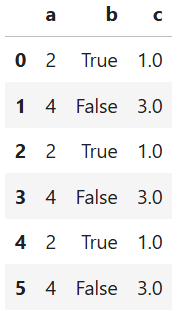 a b c
0 2 True 1.0
1 4 False 3.0
2 2 True 1.0
3 4 False 3.0
4 2 True 1.0
5 4 False 3.0